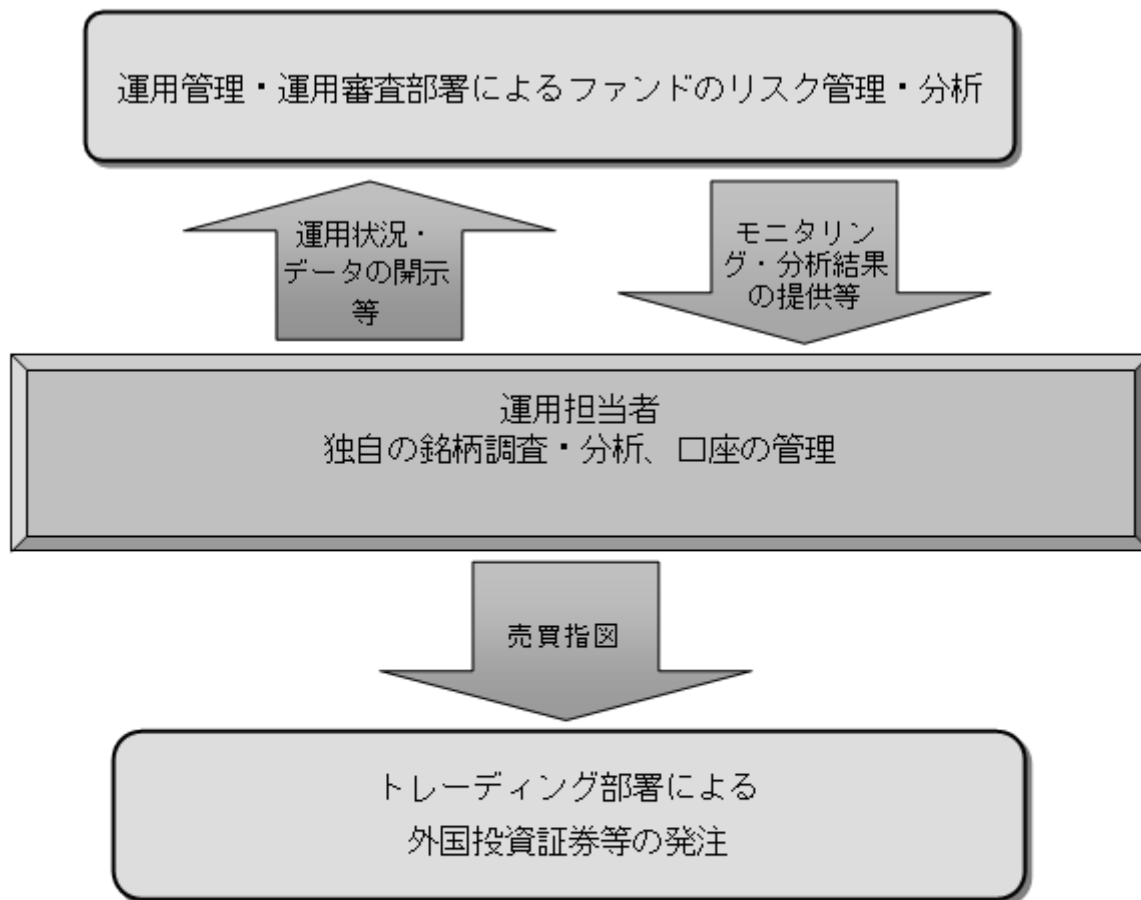 運用管理・運用審査部署によるファンドのリスク管理・分析
運用状況・
データの開示
等
モニタリン
グ・分析結果
の提供等
運用担当者
独自の銘柄調査・分析、口座の管理
売買指図
トレーディング部署による
外国投資証券等の発注